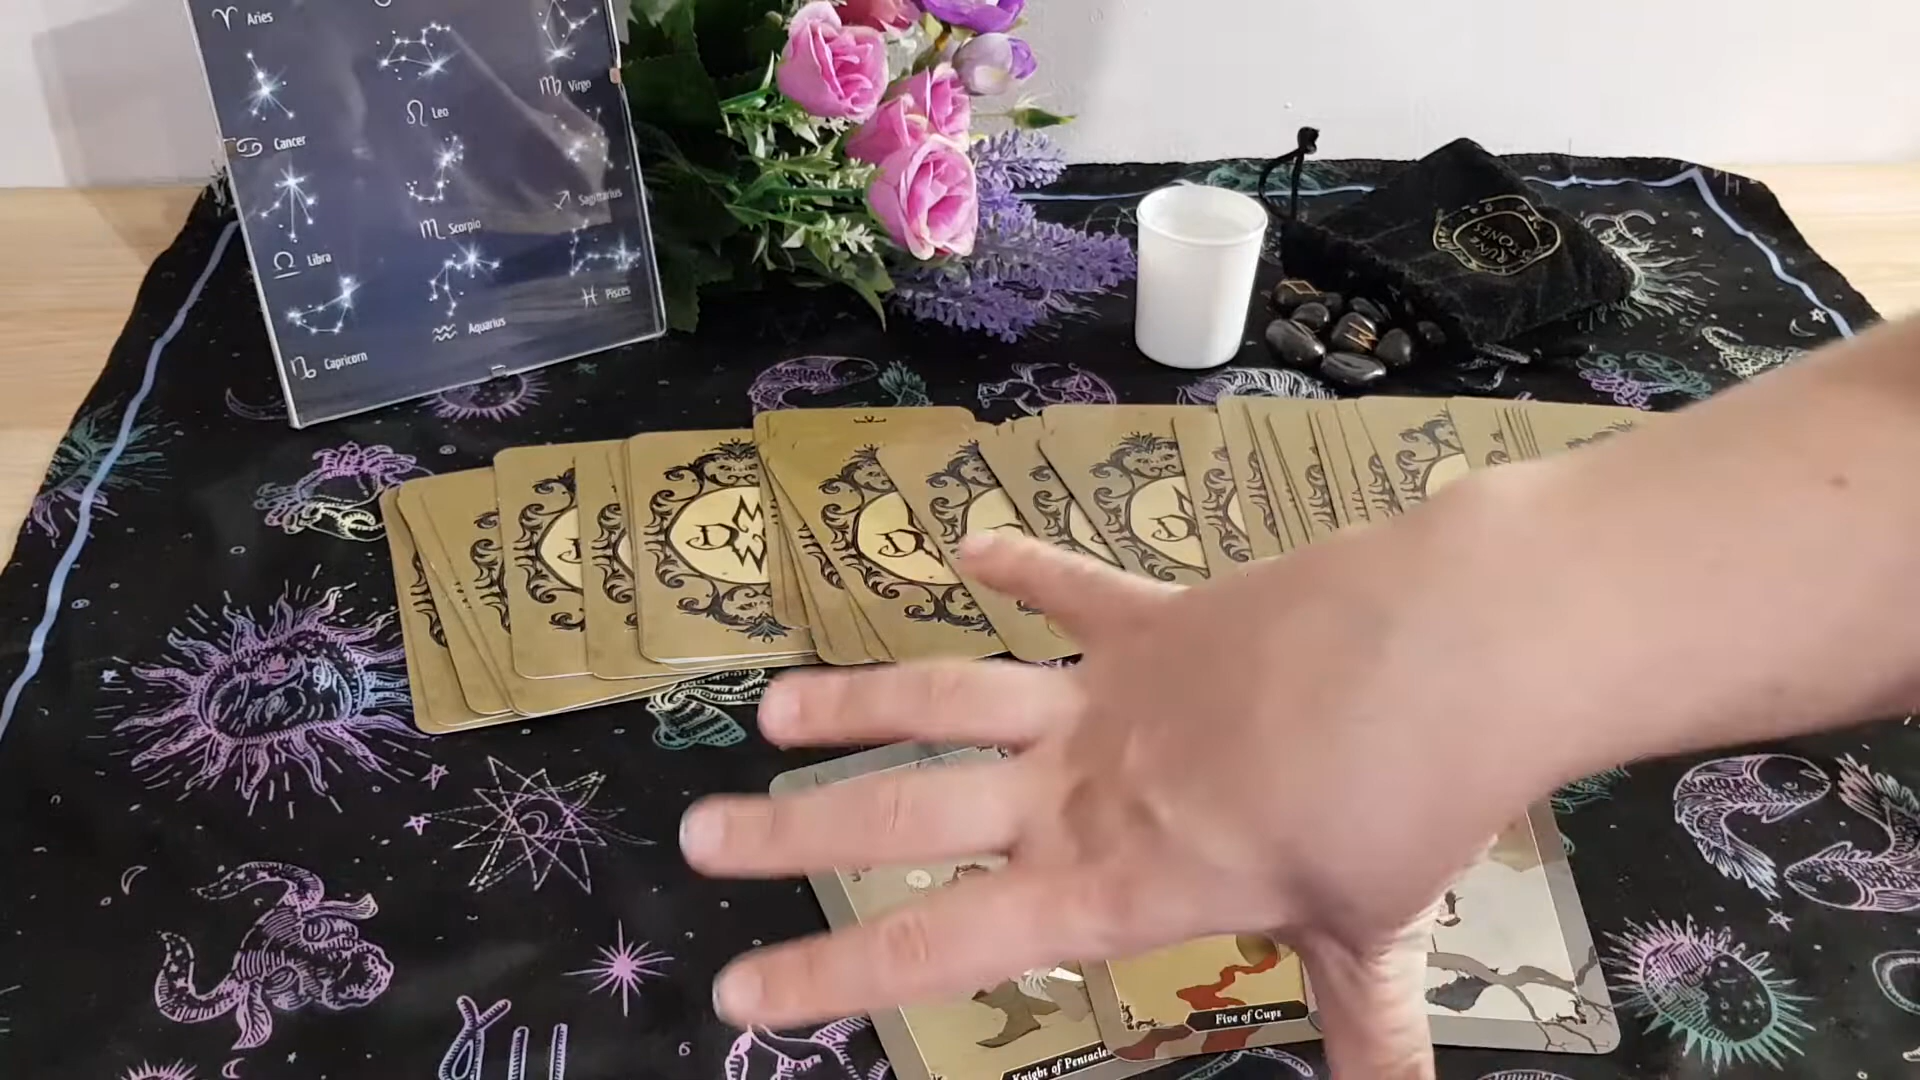 ♈ Aries
♌ Leo
♍ Virgo
♋ Cancer
♏ Scorpio
♐ Sagittarius
♎ Libra
♒ Aquarius
♓ Pisces
♑ Capricorn
RUNE
STONES
Five of Cups
Knight of Pentacles